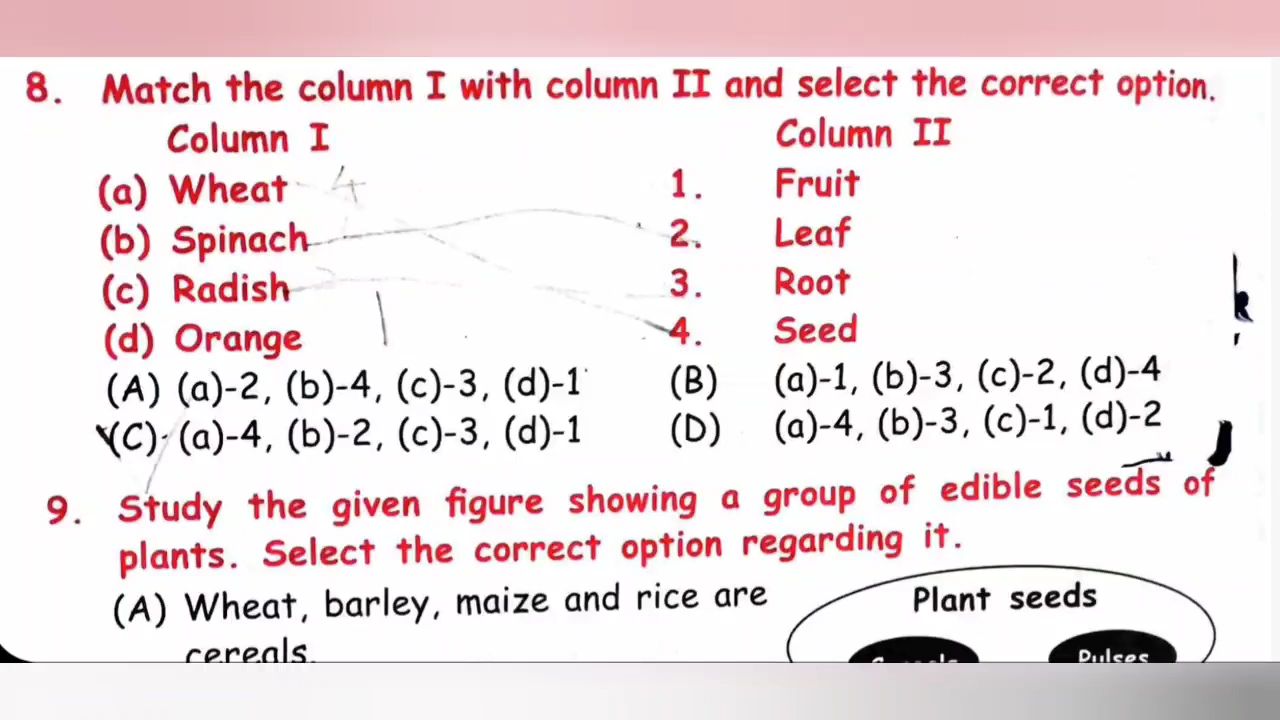 8. Match the column I with column II and select the correct option.
Column I Column II
(a) Wheat 4 1. Fruit
(b) Spinach 2. Leaf
(c) Radish 3. Root
(d) Orange 4. Seed
(A) (a)-2, (b)-4, (c)-3, (d)-1 (B) (a)-1, (b)-3, (c)-2, (d)-4
(C) (a)-4, (b)-2, (c)-3, (d)-1 (D) (a)-4, (b)-3, (c)-1, (d)-2
9. Study the given figure showing a group of edible seeds of
plants. Select the correct option regarding it.
(A) Wheat, barley, maize and rice are
Plant seeds
cereals.
Pulses